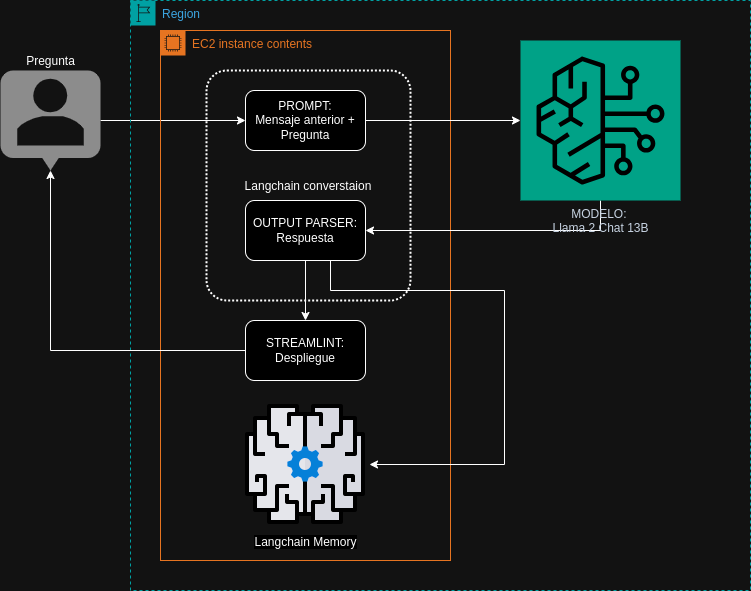 Region
EC2 instance contents
Pregunta
PROMPT:
Mensaje anterior +
Pregunta
Langchain converstaion
OUTPUT PARSER:
Respuesta
MODELO:
Llama 2 Chat 13B
STREAMLINT:
Despliegue
Langchain Memory